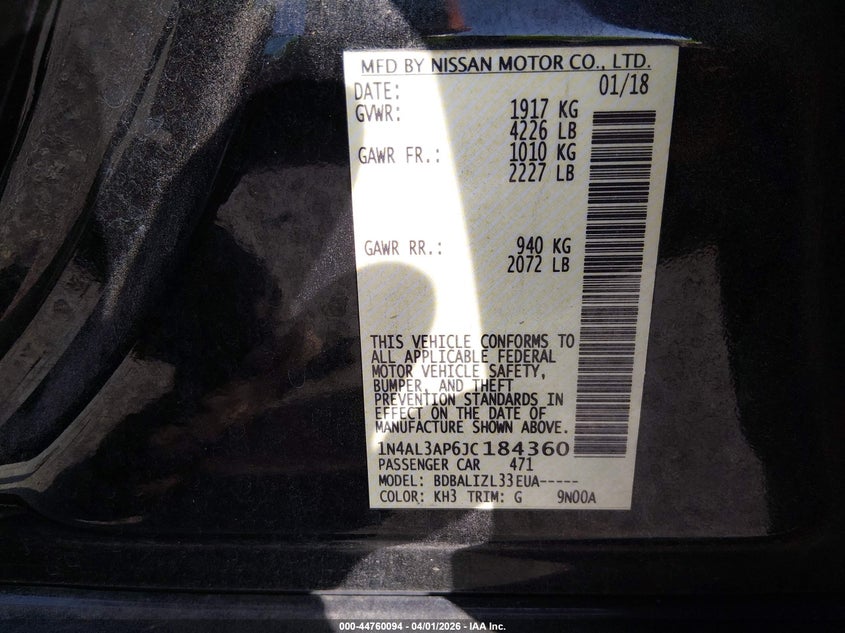 MFD BY NISSAN MOTOR CO., LTD.
DATE: 01/18
GVWR: 1917 KG
4226 LB
GAWR FR.: 1010 KG
2227 LB
GAWR RR.: 940 KG
2072 LB
THIS VEHICLE CONFORMS TO
ALL APPLICABLE FEDERAL
MOTOR VEHICLE SAFETY,
BUMPER, AND THEFT
PREVENTION STANDARDS IN
EFFECT ON THE DATE OF
MANUFACTURE SHOWN ABOVE.
1N4AL3AP6JC184360
PASSENGER CAR 471
MODEL: BDBALIZL33EUA-----
COLOR: KH3 TRIM: G 9N00A
000-44760094 - 04/01/2026 - IAA Inc.